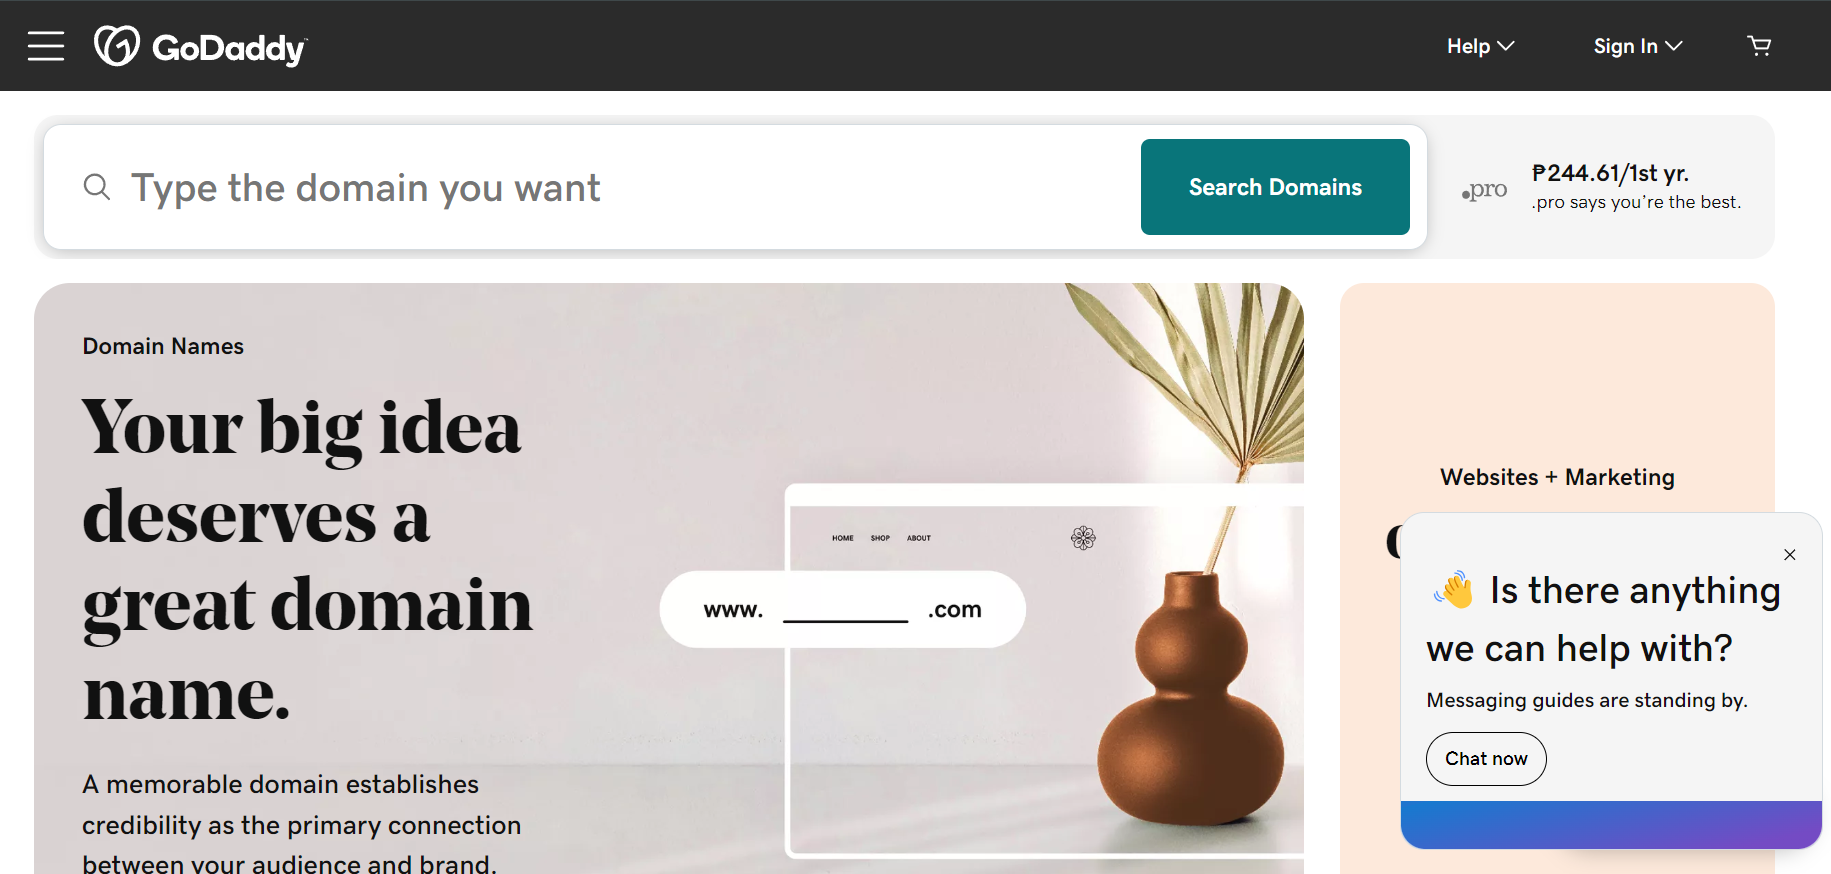 GoDaddy
Help
Sign In
Type the domain you want
Search Domains
.pro
₱244.61/1st yr.
.pro says you’re the best.
Domain Names
Your big idea
deserves a
great domain
name.
A memorable domain establishes
credibility as the primary connection
between your audience and brand.
HOME SHOP ABOUT
www. .com
Websites + Marketing
👋 Is there anything
we can help with?
Messaging guides are standing by.
Chat now